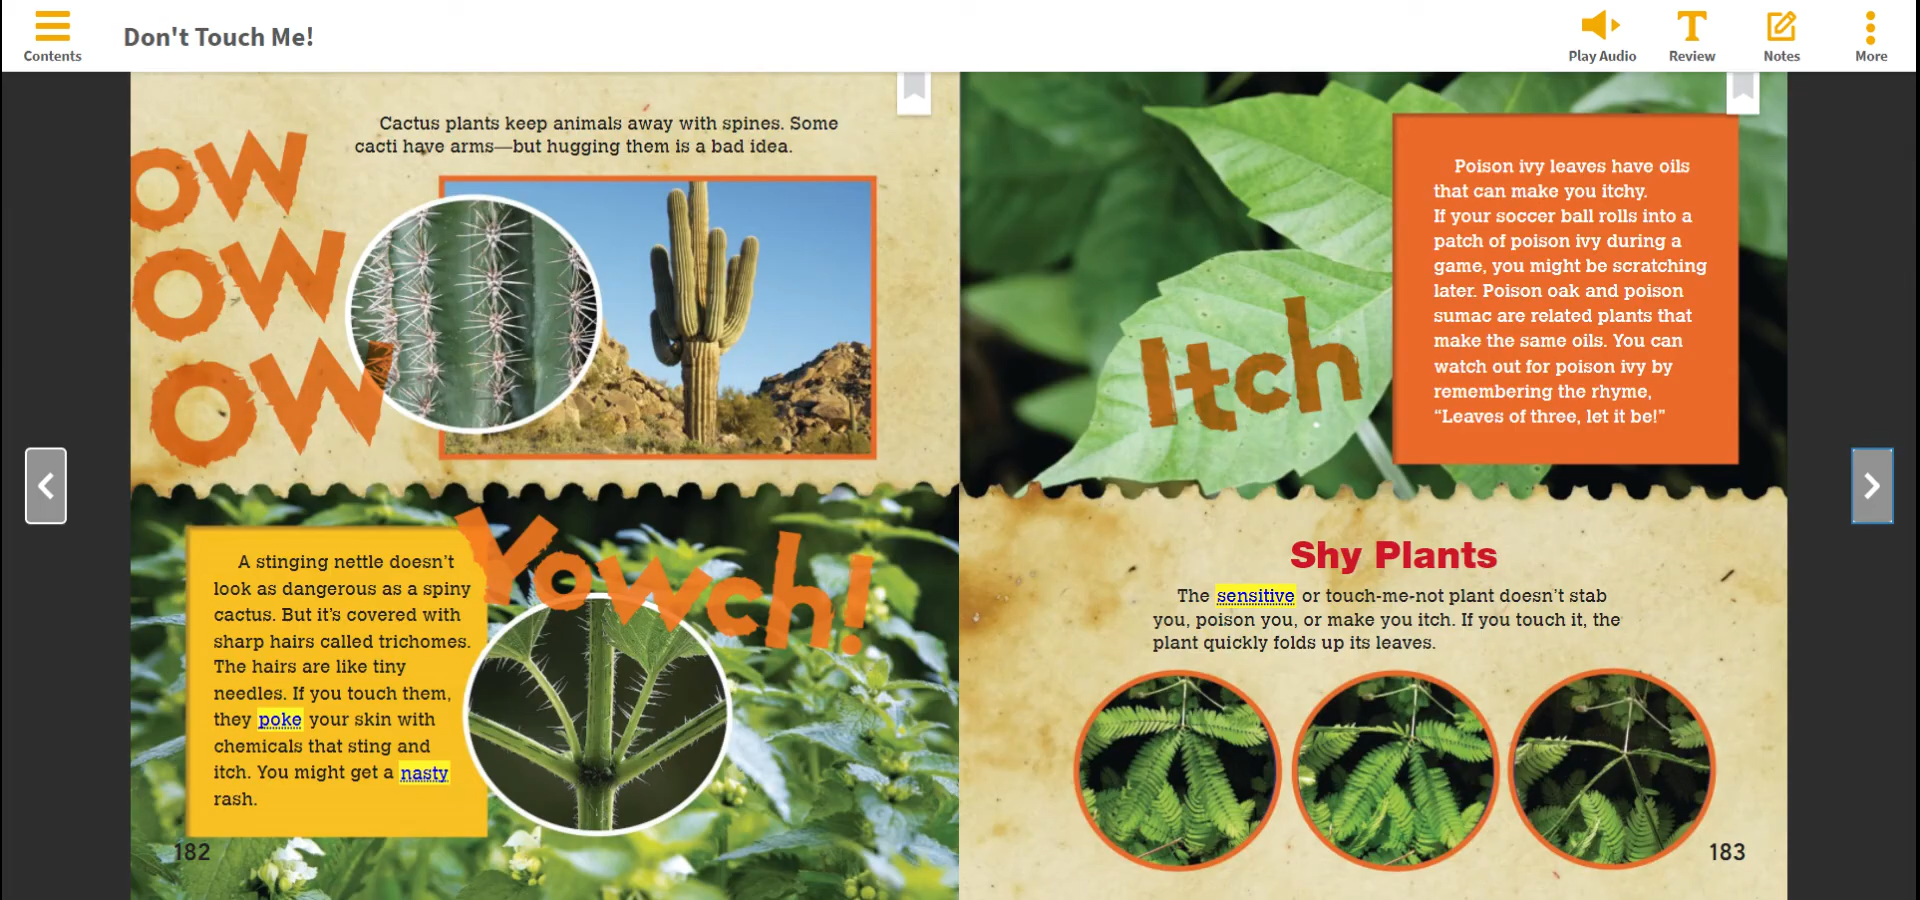 Contents
Don't Touch Me!
Play Audio
Review
Notes
More
Cactus plants keep animals away with spines. Some
cacti have arms—but hugging them is a bad idea.
OW
OW
OW
Yowch!
A stinging nettle doesn't
look as dangerous as a spiny
cactus. But it's covered with
sharp hairs called trichomes.
The hairs are like tiny
needles. If you touch them,
they poke your skin with
chemicals that sting and
itch. You might get a nasty
rash.
182
Itch
Poison ivy leaves have oils
that can make you itchy.
If your soccer ball rolls into a
patch of poison ivy during a
game, you might be scratching
later. Poison oak and poison
sumac are related plants that
make the same oils. You can
watch out for poison ivy by
remembering the rhyme,
“Leaves of three, let it be!”
Shy Plants
The sensitive or touch-me-not plant doesn't stab
you, poison you, or make you itch. If you touch it, the
plant quickly folds up its leaves.
183